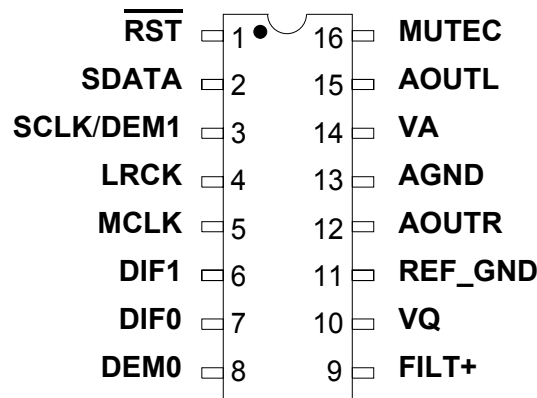 RST 1 16 MUTEC
SDATA 2 15 AOUTL
SCLK/DEM1 3 14 VA
LRCK 4 13 AGND
MCLK 5 12 AOUTR
DIF1 6 11 REF_GND
DIF0 7 10 VQ
DEM0 8 9 FILT+